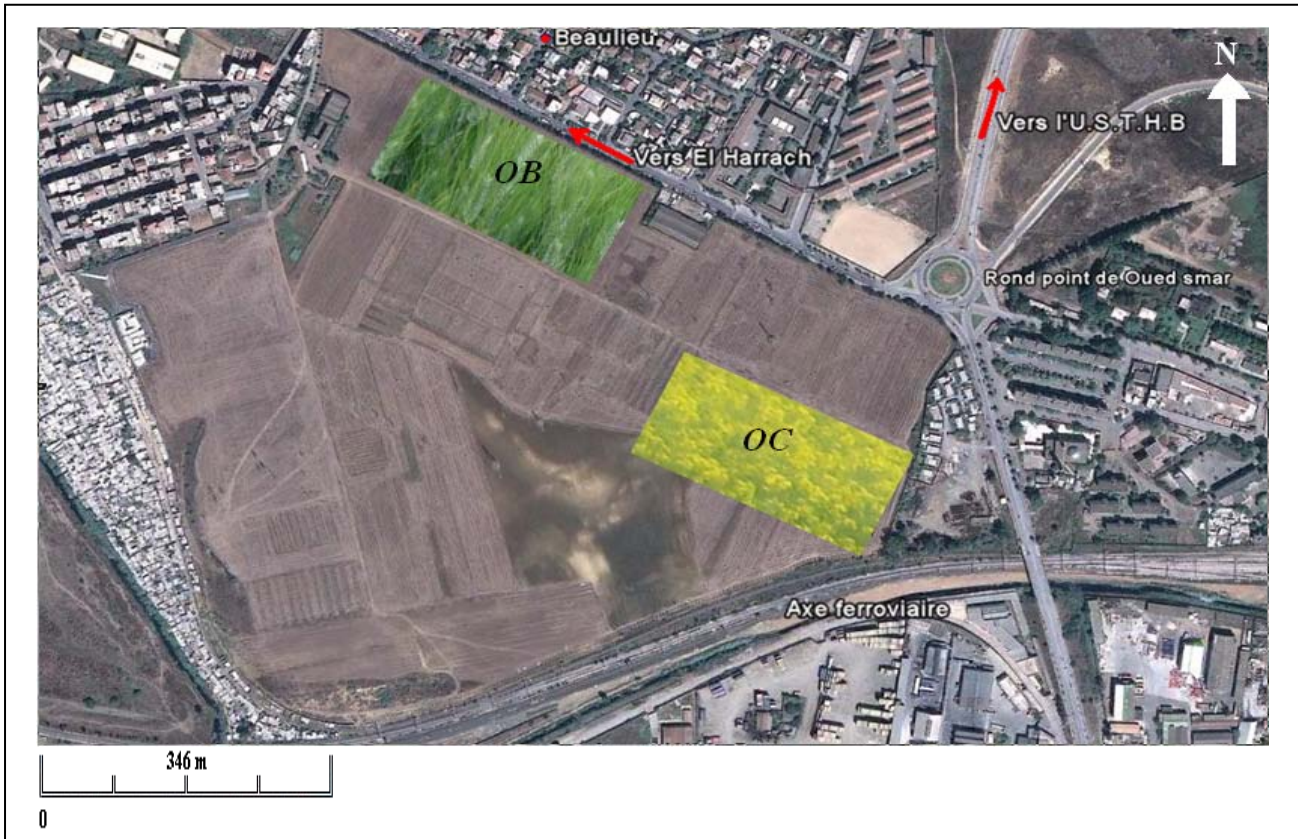 Beaulieu
N
Vers l'U.S.T.H.B
Vers El Harrach
OB
Rond point de Oued smar
OC
Axe ferroviaire
346 m
0